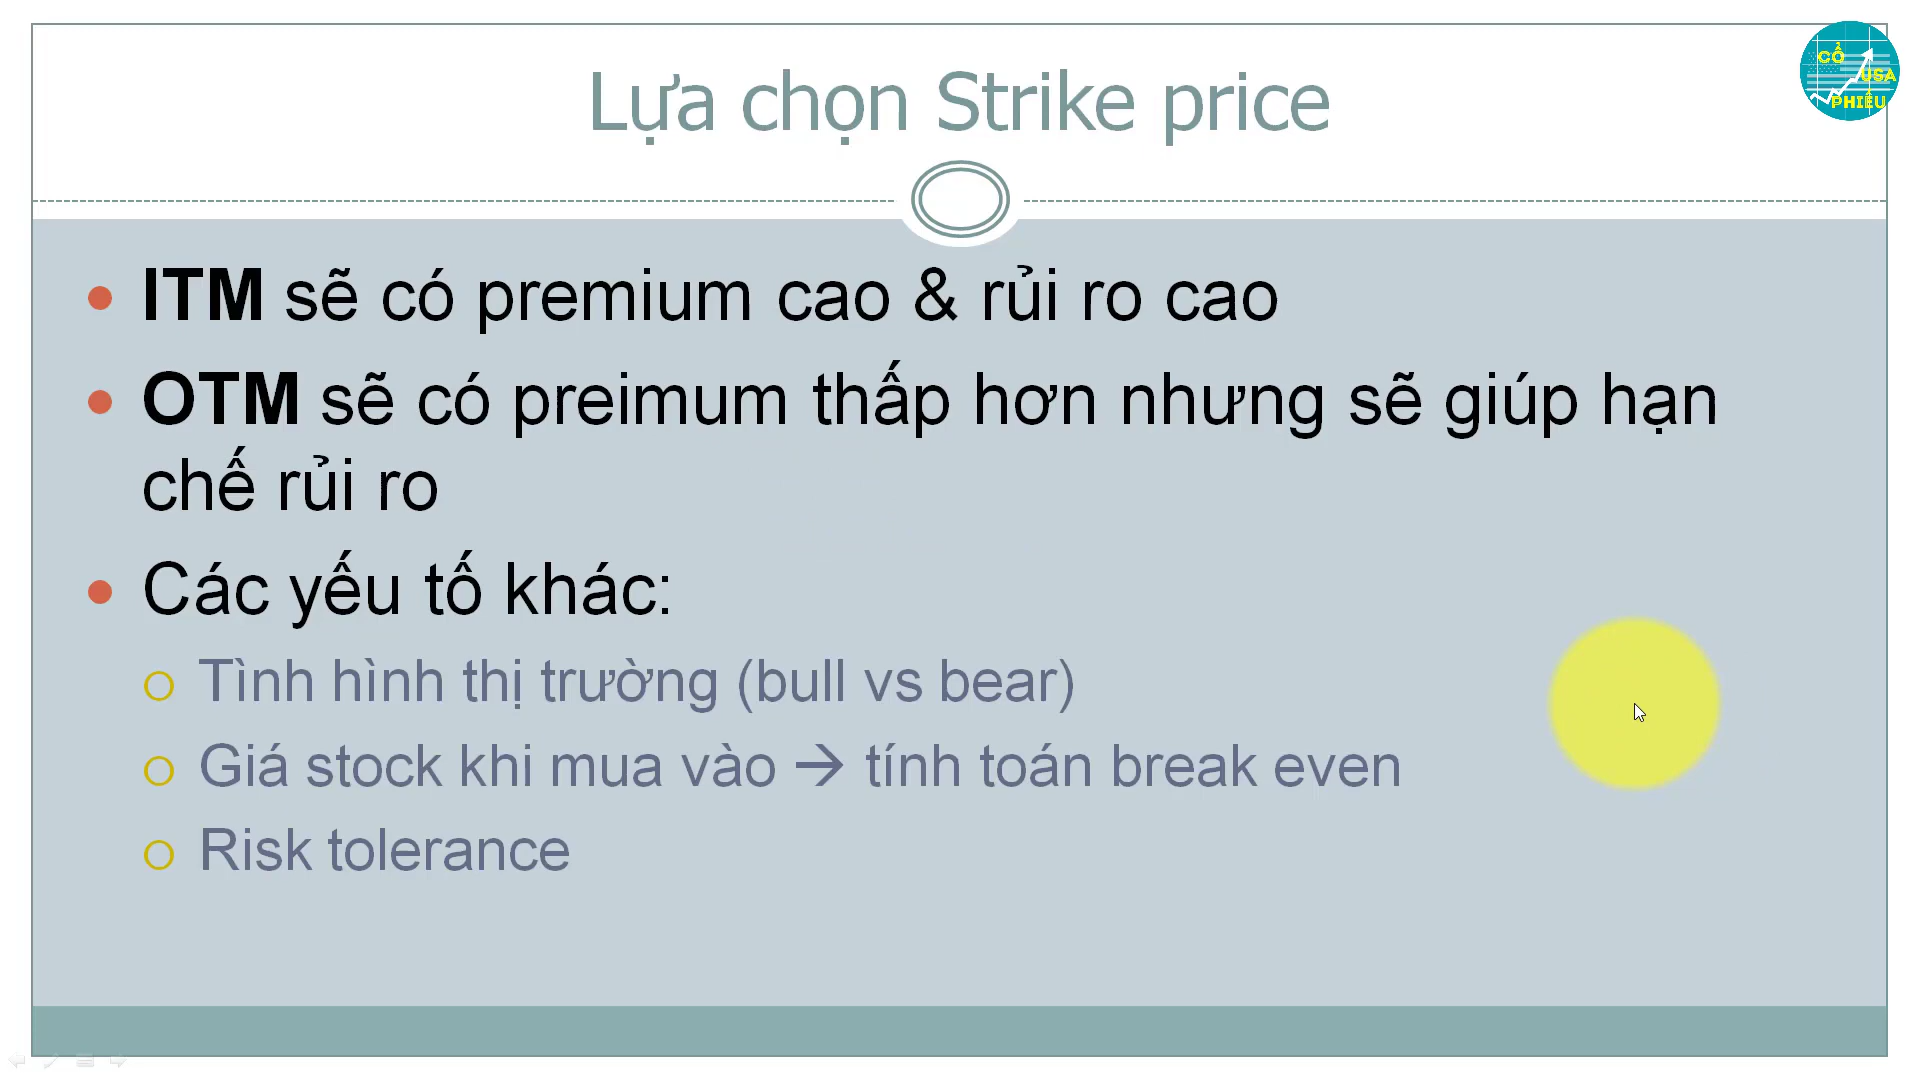 Lựa chọn Strike price
CỔ
USA
PHIẾU
• ITM sẽ có premium cao & rủi ro cao
• OTM sẽ có preimum thấp hơn nhưng sẽ giúp hạn
chế rủi ro
• Các yếu tố khác:
○ Tình hình thị trường (bull vs bear)
○ Giá stock khi mua vào → tính toán break even
○ Risk tolerance